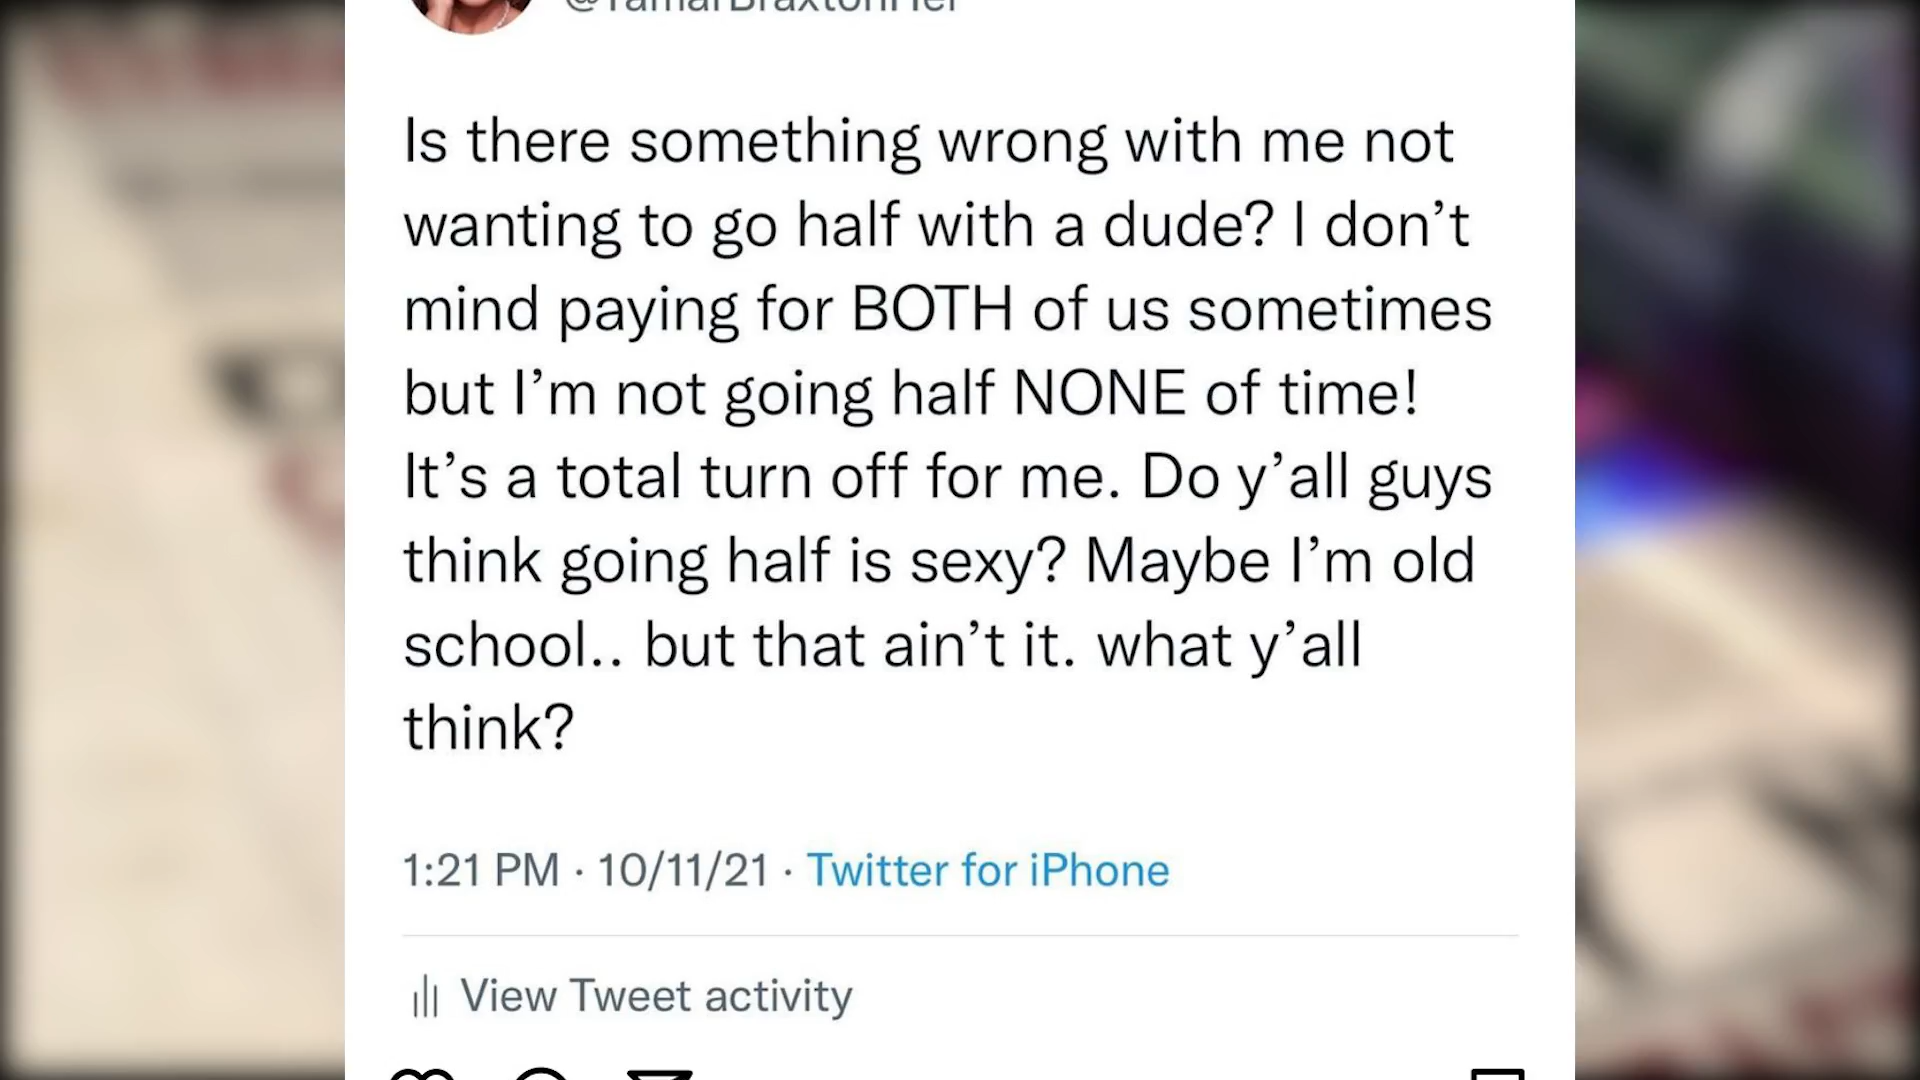 @TamarBraxtonHer
Is there something wrong with me not
wanting to go half with a dude? I don’t
mind paying for BOTH of us sometimes
but I’m not going half NONE of time!
It’s a total turn off for me. Do y’all guys
think going half is sexy? Maybe I’m old
school.. but that ain’t it. what y’all
think?
1:21 PM · 10/11/21 · Twitter for iPhone
View Tweet activity